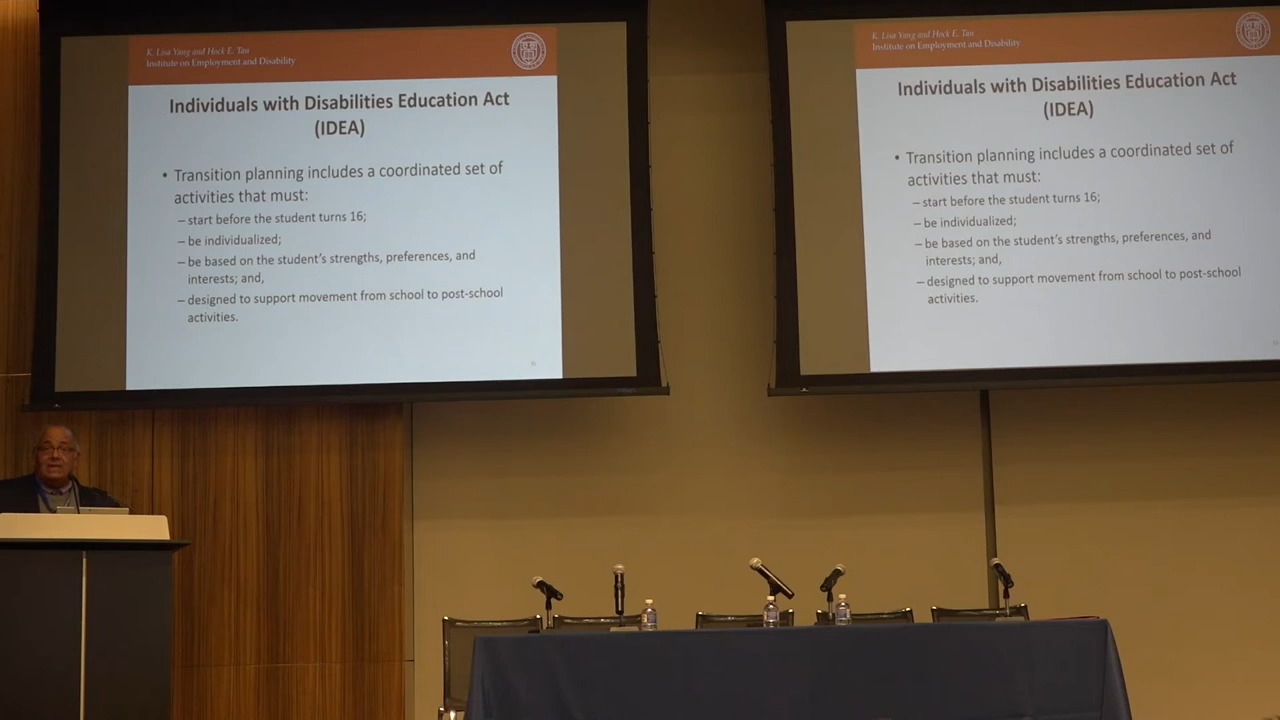 K. Lisa Yang and Hock E. Tan
Institute on Employment and Disability
Individuals with Disabilities Education Act
(IDEA)
• Transition planning includes a coordinated set of
activities that must:
– start before the student turns 16;
– be individualized;
– be based on the student's strengths, preferences, and
interests; and,
– designed to support movement from school to post-school
activities.
K. Lisa Yang and Hock E. Tan
Institute on Employment and Disability
Individuals with Disabilities Education Act
(IDEA)
• Transition planning includes a coordinated set of
activities that must:
– start before the student turns 16;
– be individualized;
– be based on the student's strengths, preferences, and
interests; and,
– designed to support movement from school to post-school
activities.